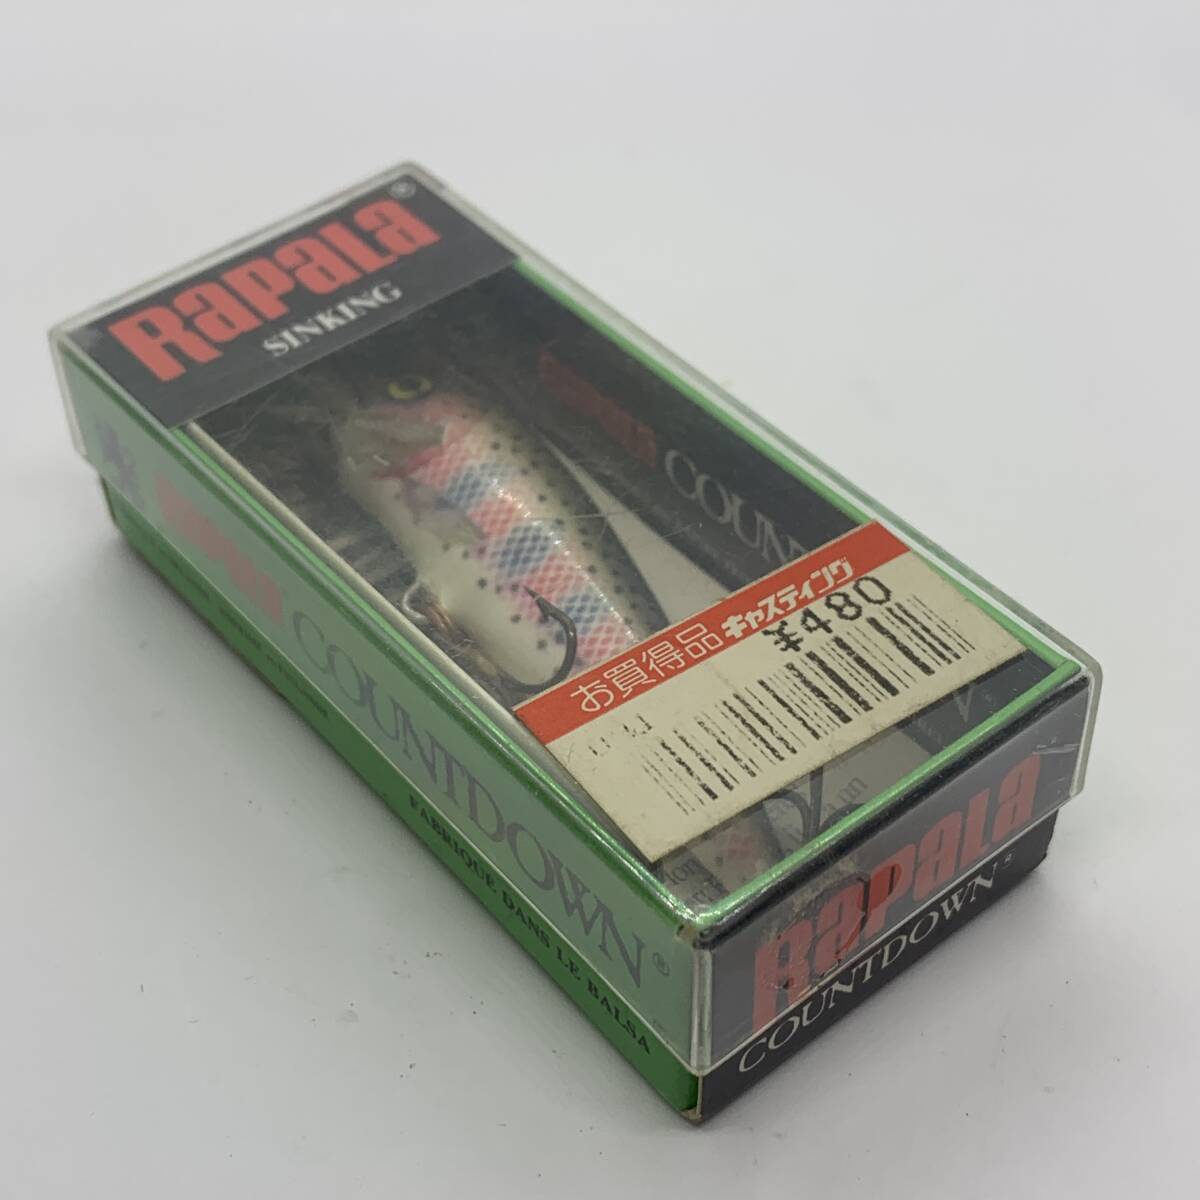 Rapala®
SINKING
Rapala
COUN
お買得品 キャスティング
¥480
Rapala
COUNTDOWN®
FABRIQUE DANS LE BALSA
Rapala
COUNTDOWN®